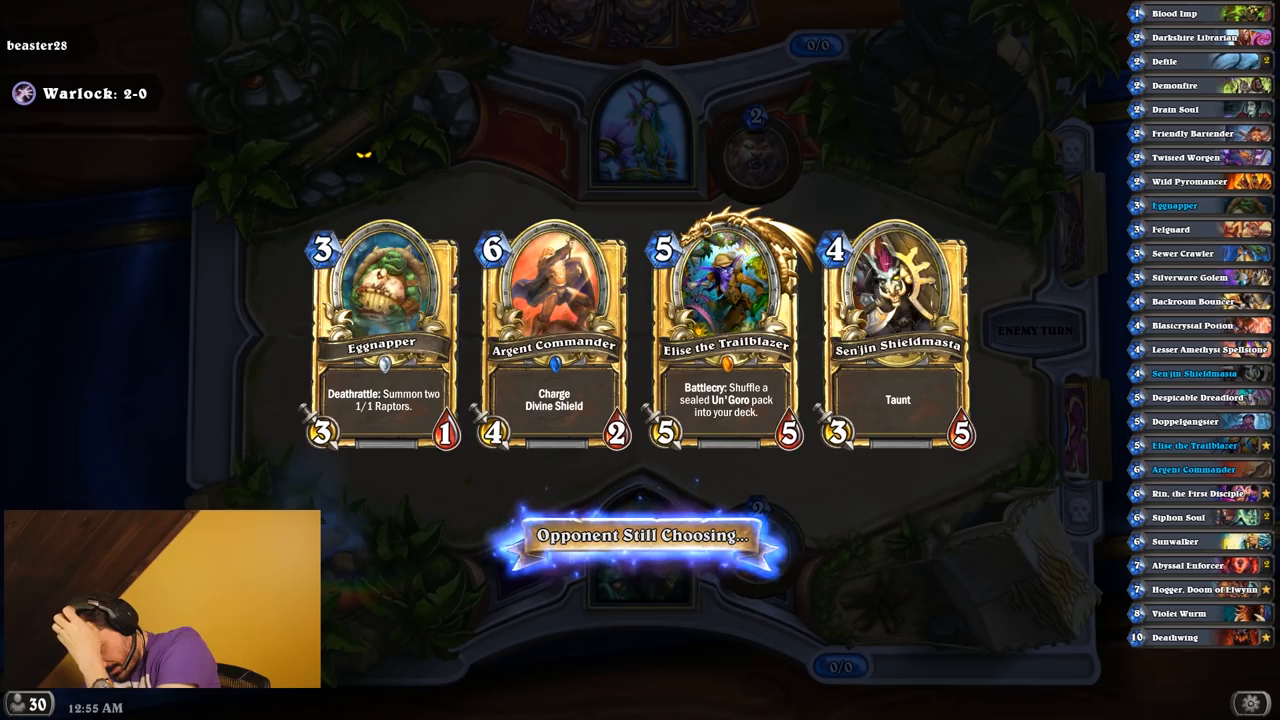 beaster28
Warlock: 2-0
0/0
2
ENEMY TURN
3
Eggnapper
Deathrattle: Summon two
1/1 Raptors.
3
1
6
Argent Commander
Charge
Divine Shield
4
2
5
Elise the Trailblazer
Battlecry: Shuffle a
sealed Un'Goro pack
into your deck.
5
5
4
Sen'jin Shieldmasta
Taunt
3
5
Opponent Still Choosing...
2
0/0
30
12:55 AM
1 Blood Imp
2 Darkshire Librarian
2 Defile 2
2 Demonfire
2 Drain Soul
2 Friendly Bartender
2 Twisted Worgen
2 Wild Pyromancer
3 Eggnapper
3 Felguard
3 Sewer Crawler
3 Silverware Golem
4 Backroom Bouncer
4 Blastcrystal Potion
4 Lesser Amethyst Spellstone
4 Sen'jin Shieldmasta
5 Despicable Dreadlord
5 Doppelgangster
5 Elise the Trailblazer
6 Argent Commander
6 Rin, the First Disciple
6 Siphon Soul 2
6 Sunwalker
7 Abyssal Enforcer 2
7 Hogger, Doom of Elwynn
8 Violet Wurm
10 Deathwing